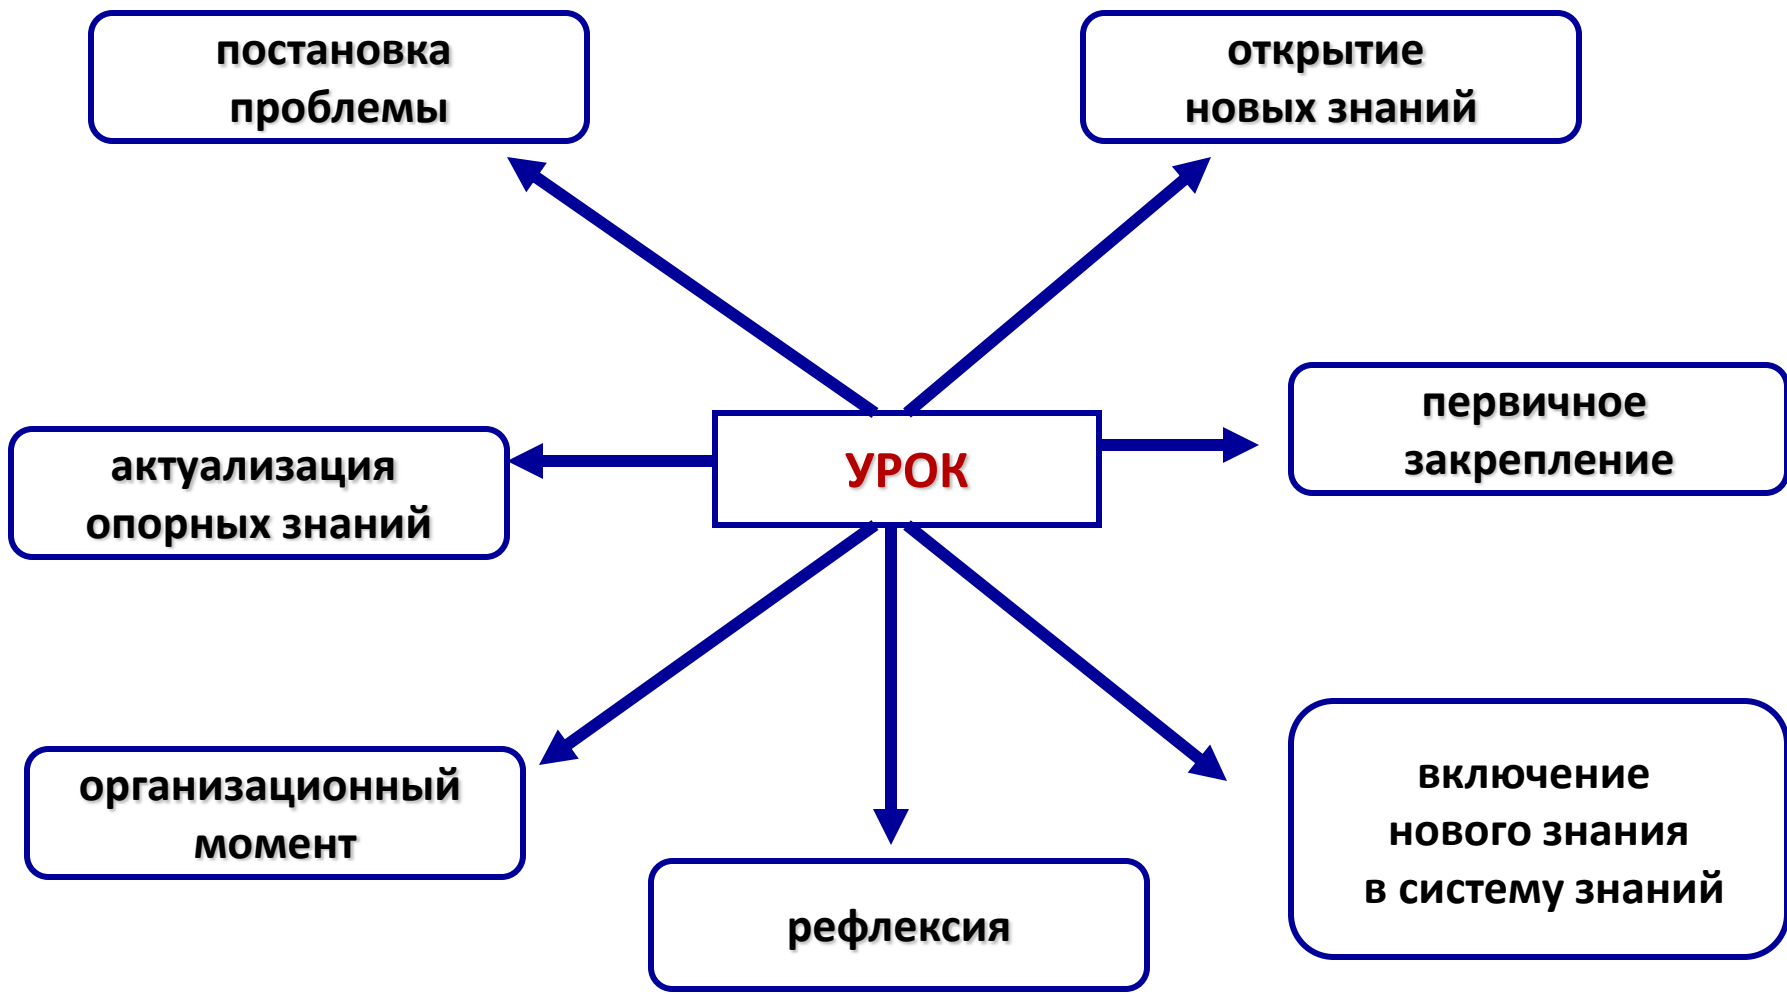 постановка
проблемы
открытие
новых знаний
первичное
закрепление
УРОК
актуализация
опорных знаний
организационный
момент
включение
нового знания
в систему знаний
рефлексия